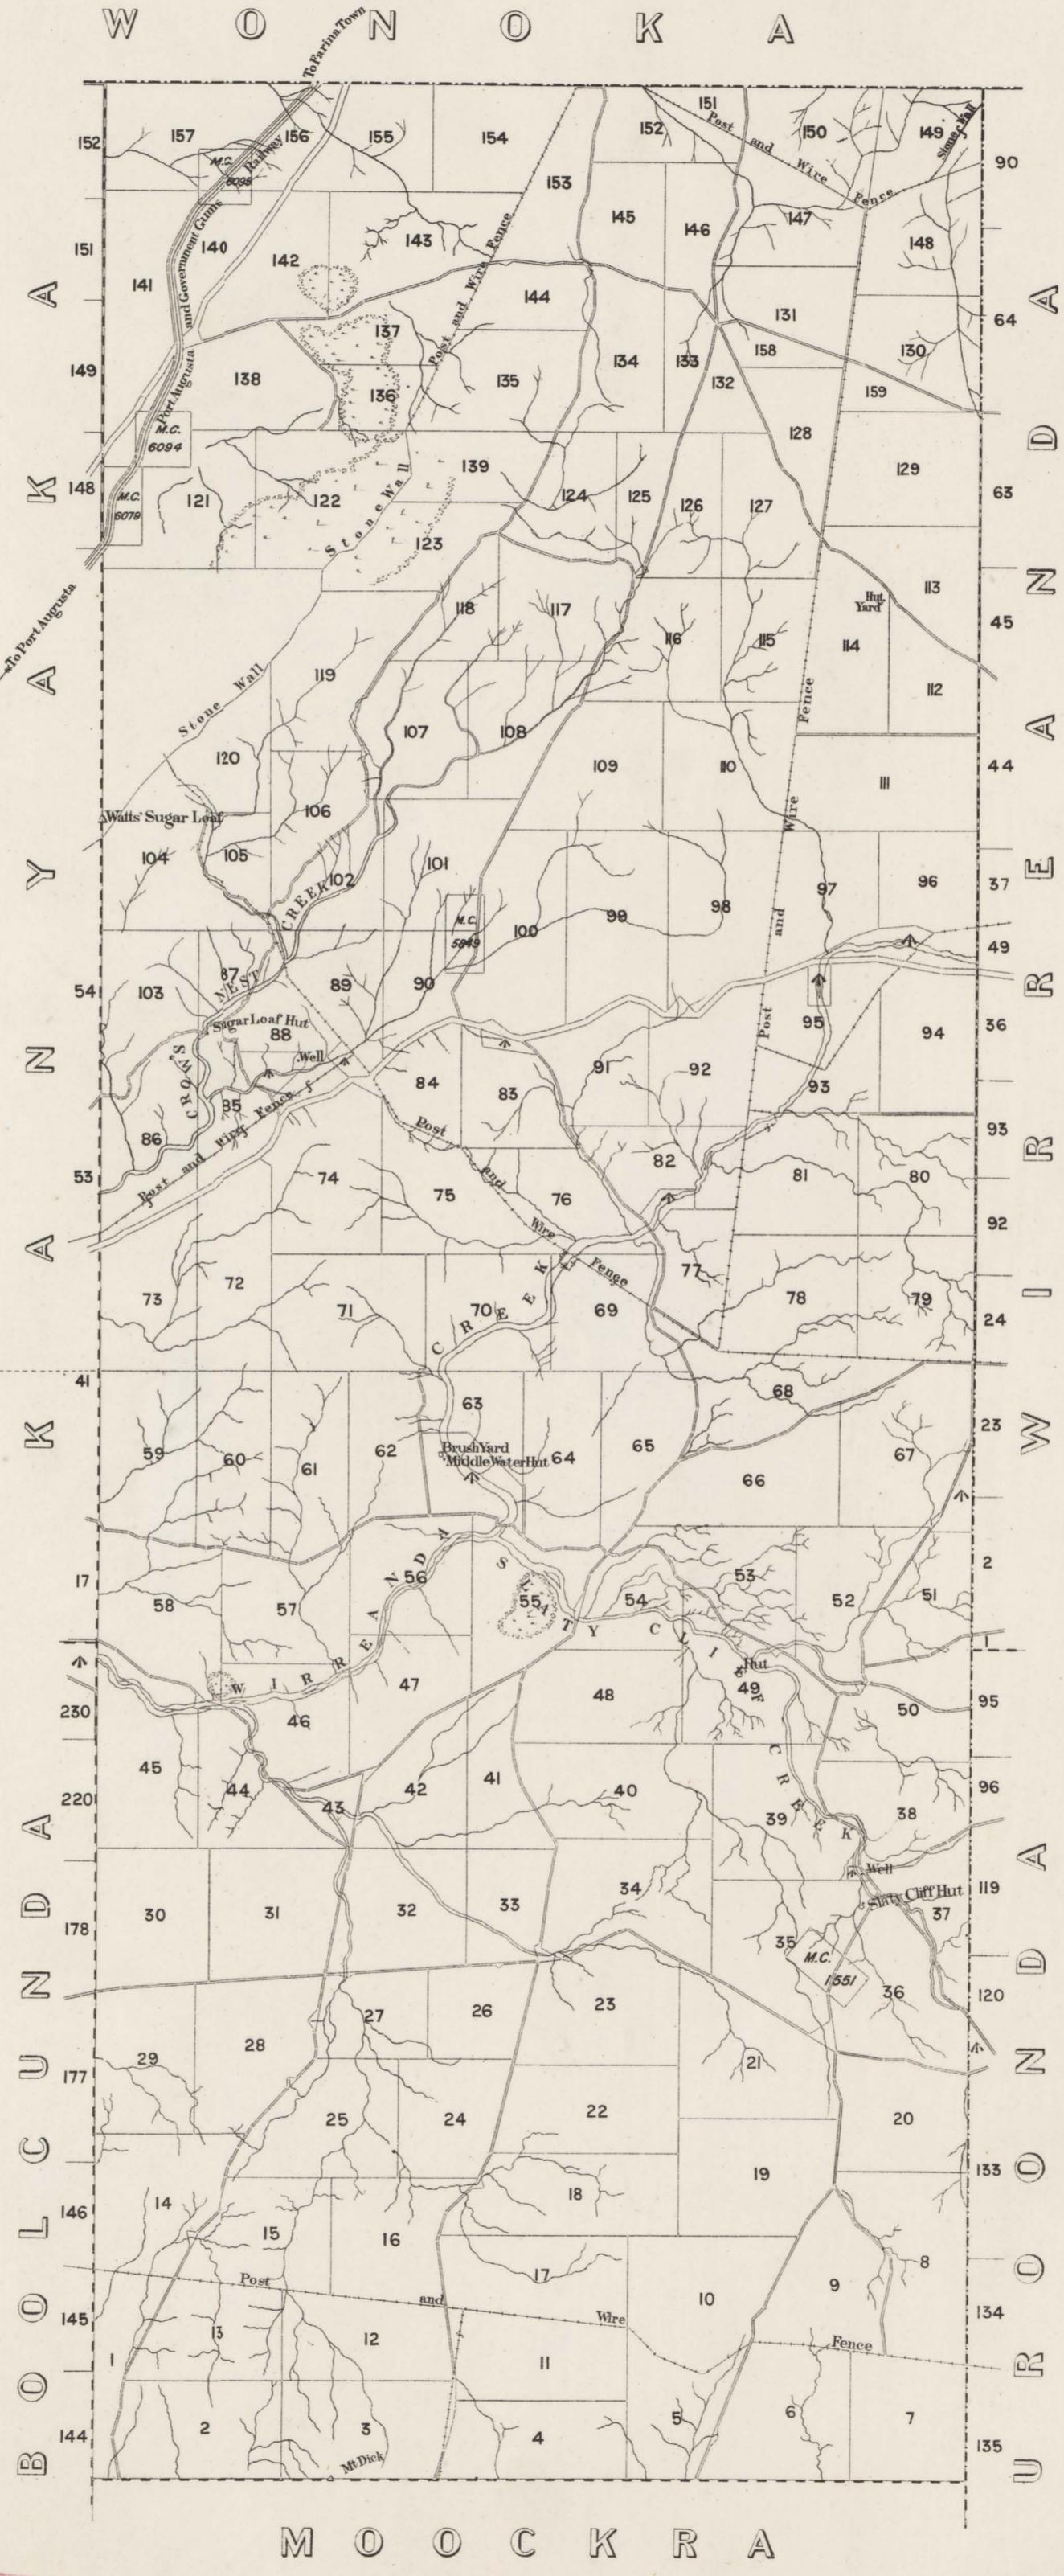 W O N O K A
To Farina Town
152 157 156 155 154 151 152 150 149 90
M.C. 6095
Railway
Post and Wire Fence
Stone Wall
153
151 141 140 142 143 145 146 147 148
and Government Gums
Post and Wire Fence
144 131 64
149 138 137 136 135 134 133 132 158 130 159
Port Augusta
M.C. 6094
128 129
148 121 122 139 124 125 126 127 63
M.C. 6079
Stone Wall
123
To Port Augusta
118 117 116 115 114 113 45
Hut
Yard
119 112
Stone Wall
Fence
120 107 108 109 110 111 44
106
Watts' Sugar Loaf
Wire
104 105 102 101 97 96 37
M.C. 5849
100 99 98
CROWS NEST CREEK
and
49
54 103 87 89 90
Sugar Loaf Hut
88
Post
95 94 36
Well
85 84 83 91 92 93
86
Post and Wire Fence
Post and Wire Fence
53 74 75 76 82 81 80 93
92
73 72 71 70 69 77 78 79 24
41
63 68 23
59 60 61 62 64 65 66 67
Brush Yard
Middle Water Hut
WIRREANDA CREEK
SLATY CLIFF CREEK
17 58 57 56 55 54 53 52 51 2
1
Hut
230 46 47 48 49 50 95
220 45 44 43 42 41 40 39 38 96
Well
Slaty Cliff Hut
178 30 31 32 33 34 35 37 119
M.C. 1551
36 120
177 29 28 27 26 23 21
25 24 22 20
19 133
146 14 15 16 18
17 8
Post and Wire Fence
145 13 12 10 9 134
1 11
144 2 3 4 5 6 7 135
Mt Dick
M O O C K R A
K A N Y A K A
B O O L C U N D A
W I R R E A N D A
U R O O N D A